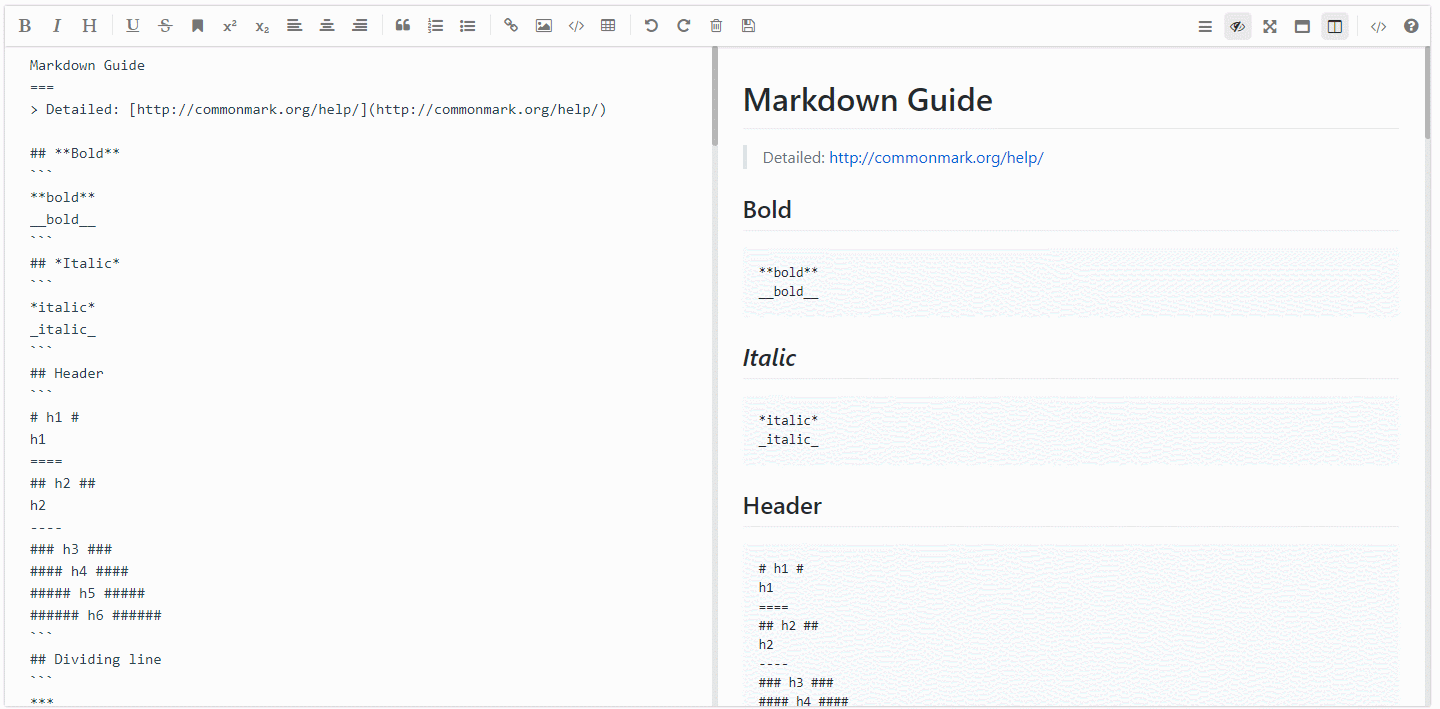 B I H U S x² x₂
Markdown Guide
===
> Detailed: [http://commonmark.org/help/](http://commonmark.org/help/)
## **Bold**
```
**bold**
__bold__
```
## *Italic*
```
*italic*
_italic_
```
## Header
```
# h1 #
h1
====
## h2 ##
h2
----
### h3 ###
#### h4 ####
##### h5 #####
###### h6 ######
```
## Dividing line
```
***
Markdown Guide
Detailed: http://commonmark.org/help/
Bold
**bold**
__bold__
Italic
*italic*
_italic_
Header
# h1 #
h1
====
## h2 ##
h2
----
### h3 ###
#### h4 ####